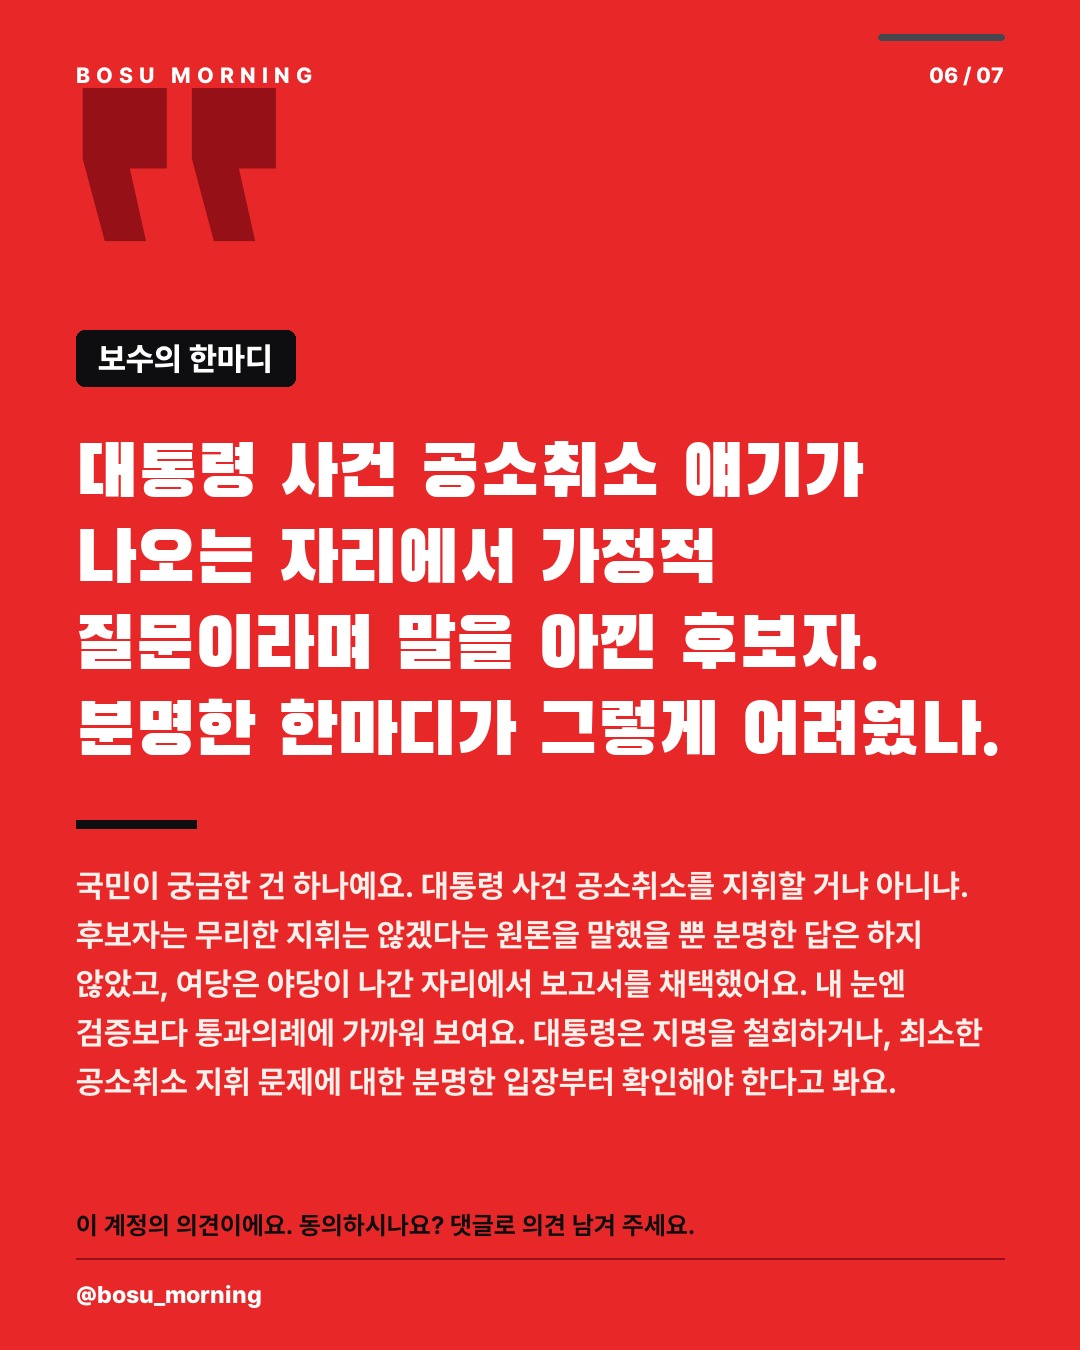 BOSU MORNING
06 / 07
보수의 한마디
대통령 사건 공소취소 얘기가
나오는 자리에서 가정적
질문이라며 말을 아낀 후보자.
분명한 한마디가 그렇게 어려웠나.
국민이 궁금한 건 하나예요. 대통령 사건 공소취소를 지휘할 거냐 아니냐.
후보자는 무리한 지휘는 않겠다는 원론을 말했을 뿐 분명한 답은 하지
않았고, 여당은 야당이 나간 자리에서 보고서를 채택했어요. 내 눈엔
검증보다 통과의례에 가까워 보여요. 대통령은 지명을 철회하거나, 최소한
공소취소 지휘 문제에 대한 분명한 입장부터 확인해야 한다고 봐요.
이 계정의 의견이에요. 동의하시나요? 댓글로 의견 남겨 주세요.
@bosu_morning